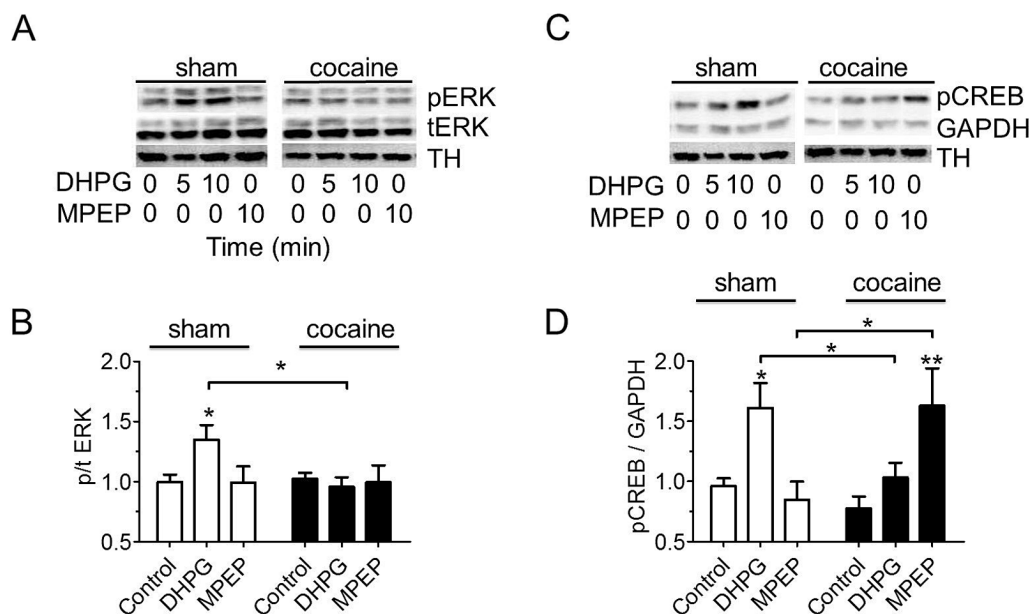 A
sham cocaine
pERK
tERK
TH
DHPG 0 5 10 0 0 5 10 0
MPEP 0 0 0 10 0 0 0 10
Time (min)
B
sham cocaine
2.0
1.5
1.0
0.5
p/t ERK
*
*
Control DHPG MPEP Control DHPG MPEP
C
sham cocaine
pCREB
GAPDH
TH
DHPG 0 5 10 0 0 5 10 0
MPEP 0 0 0 10 0 0 0 10
D
sham cocaine
2.0
1.5
1.0
0.5
pCREB / GAPDH
*
*
* **
Control DHPG MPEP Control DHPG MPEP